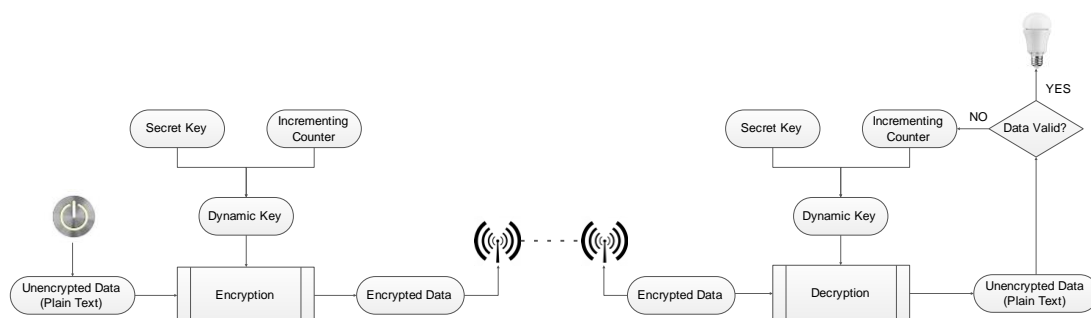 Secret Key
Incrementing
Counter
Dynamic Key
Unencrypted Data
(Plain Text)
Encryption
Encrypted Data
YES
NO
Data Valid?
Secret Key
Incrementing
Counter
Dynamic Key
Encrypted Data
Decryption
Unencrypted Data
(Plain Text)